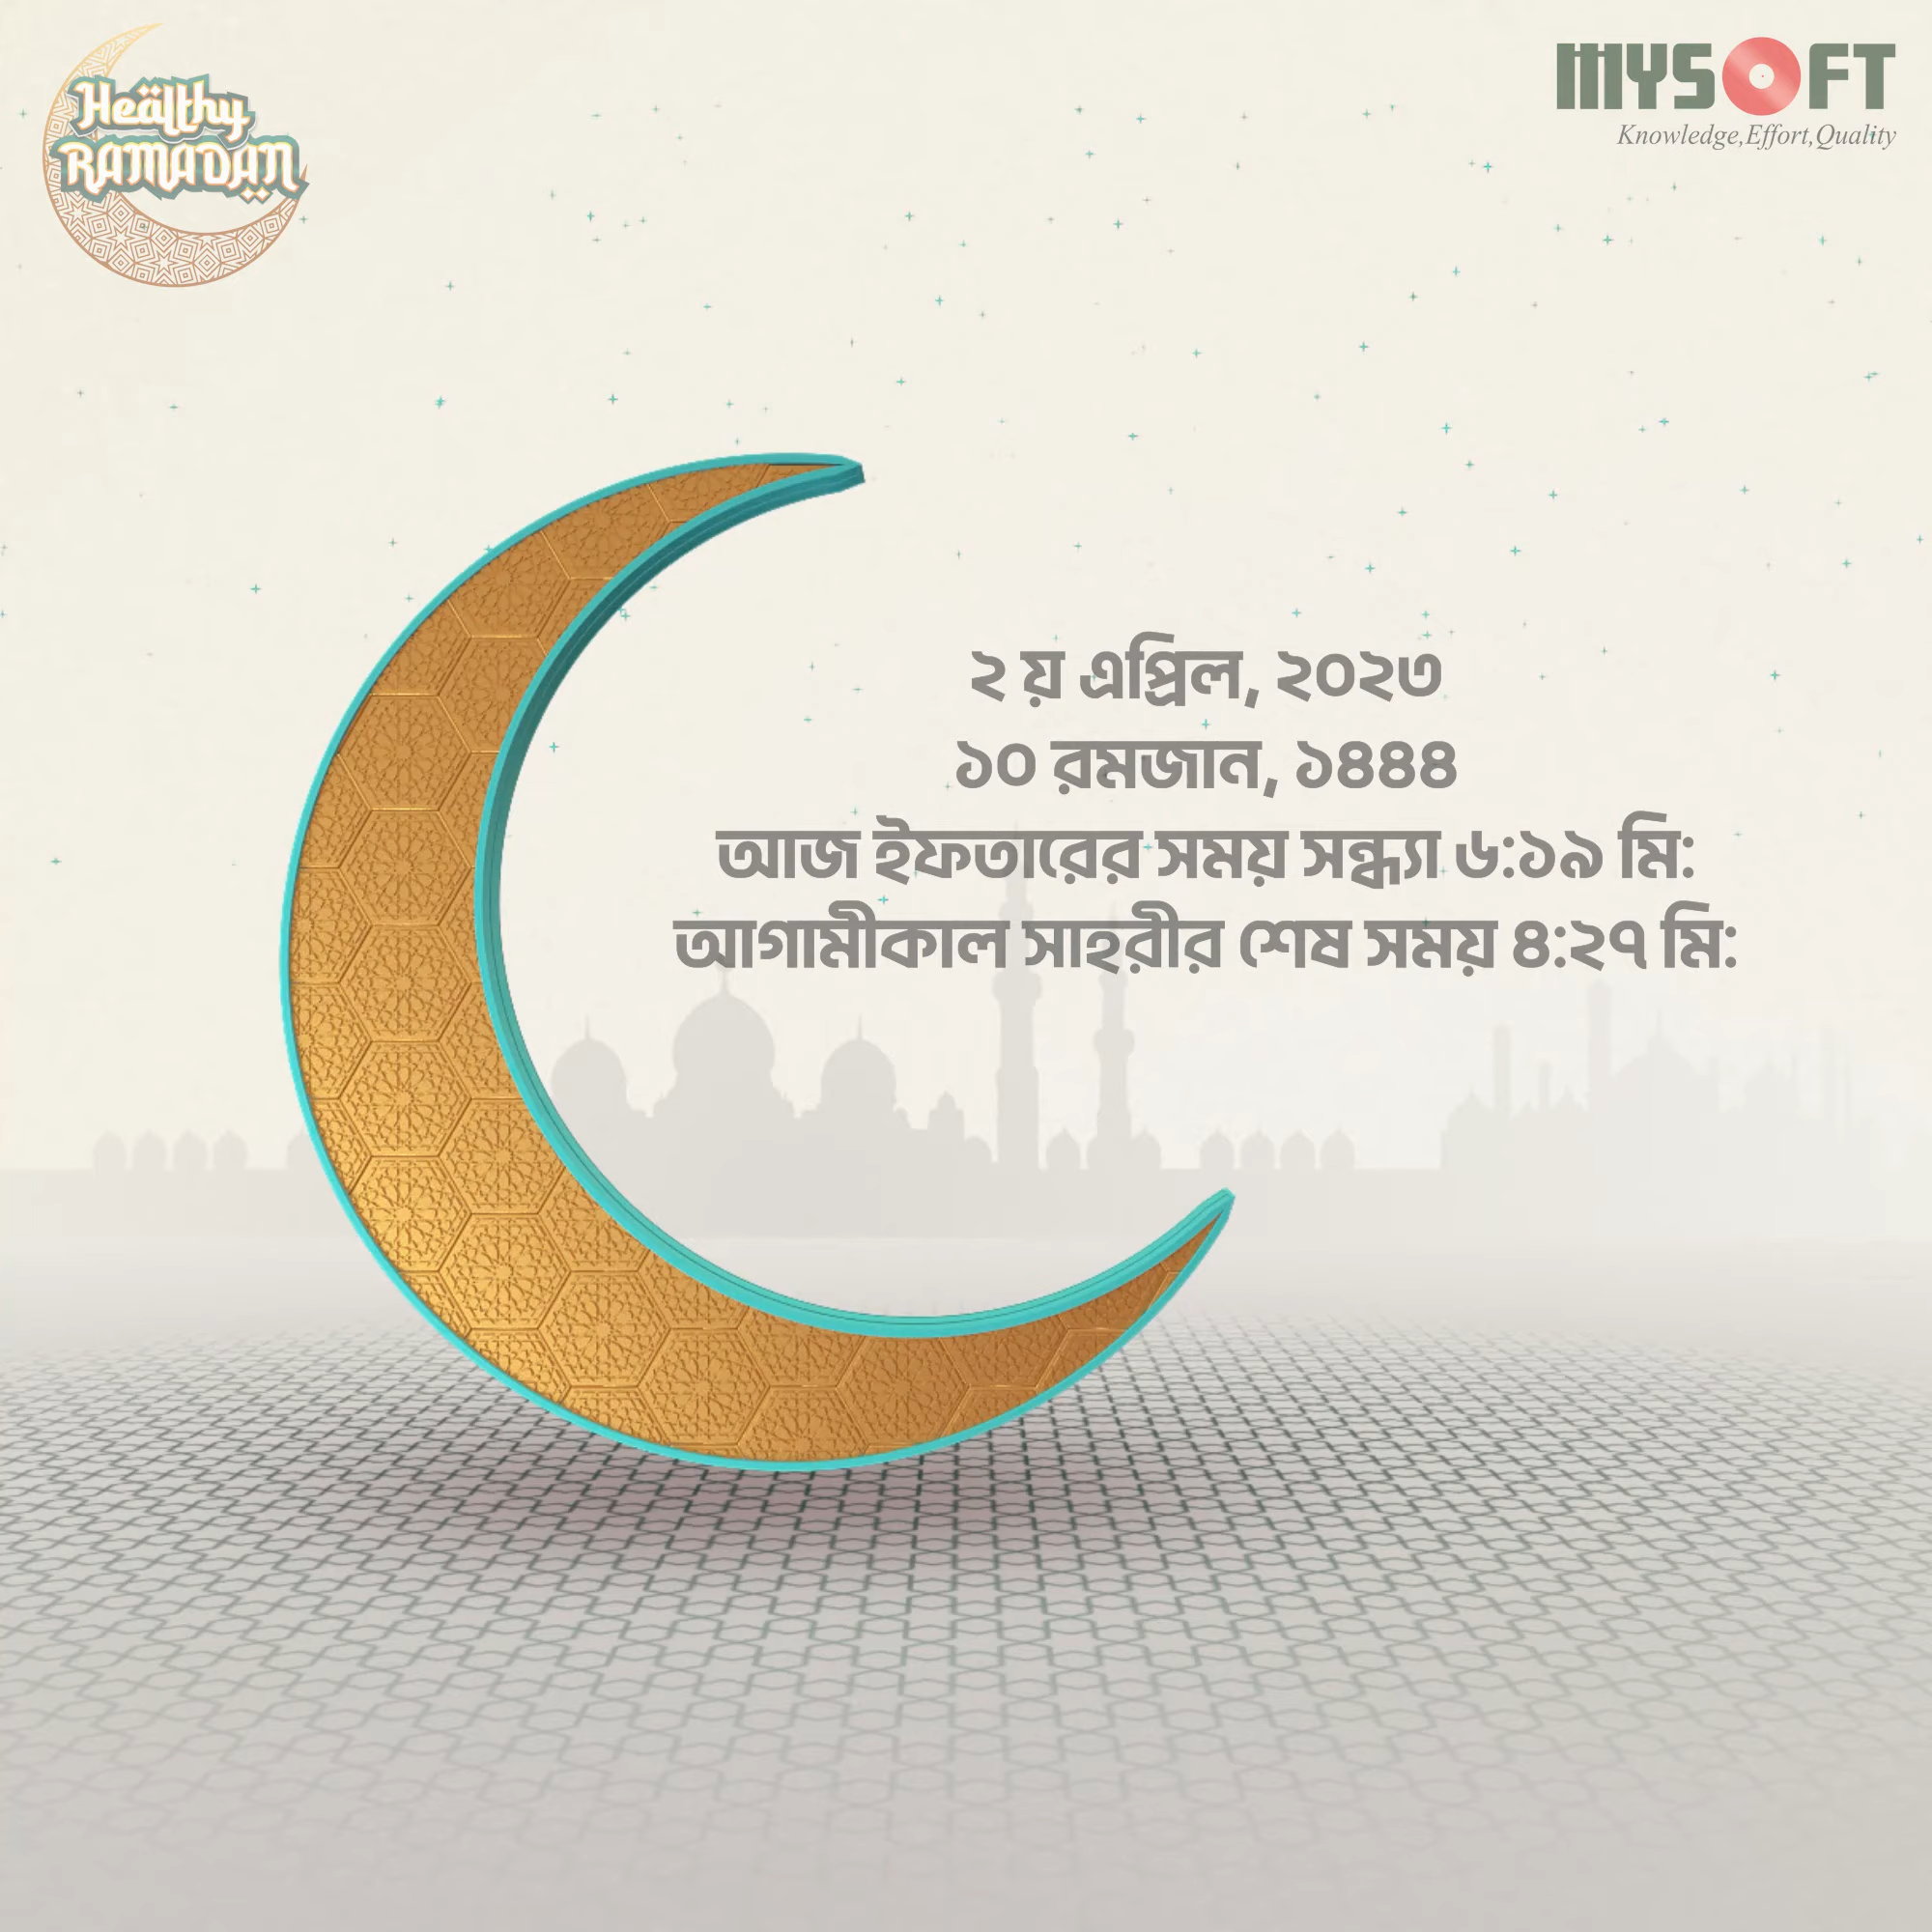 Healthy
RAMADAN
MYSOFT
Knowledge,Effort,Quality
২ য় এপ্রিল, ২০২৩
১০ রমজান, ১৪৪৪
আজ ইফতারের সময় সন্ধ্যা ৬:১৯ মি:
আগামীকাল সাহরীর শেষ সময় ৪:২৭ মি: